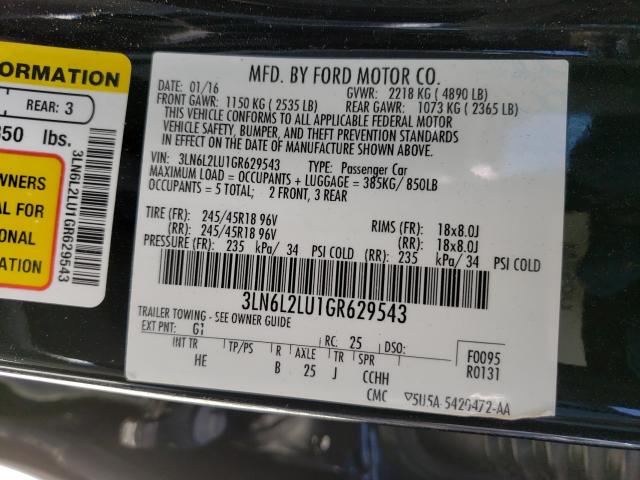 ORMATION
REAR: 3
350 lbs.
WNERS
AL FOR
ONAL
ATION
3LN6L2LU1GR629543
MFD. BY FORD MOTOR CO.
DATE: 01/16 GVWR: 2218 KG ( 4890 LB)
FRONT GAWR: 1150 KG ( 2535 LB) REAR GAWR: 1073 KG ( 2365 LB)
THIS VEHICLE CONFORMS TO ALL APPLICABLE FEDERAL MOTOR
VEHICLE SAFETY, BUMPER, AND THEFT PREVENTION STANDARDS
IN EFFECT ON THE DATE OF MANUFACTURE SHOWN ABOVE.
VIN: 3LN6L2LU1GR629543 TYPE: Passenger Car
MAXIMUM LOAD = OCCUPANTS + LUGGAGE = 385KG/ 850LB
OCCUPANTS = 5 TOTAL; 2 FRONT, 3 REAR
TIRE (FR): 245/45R18 96V RIMS (FR): 18x8.0J
(RR): 245/45R18 96V (RR): 18x8.0J
PRESSURE (FR): 235 kPa/ 34 PSI COLD (RR): 235 kPa/ 34 PSI COLD
3LN6L2LU1GR629543
TRAILER TOWING - SEE OWNER GUIDE
EXT PNT: G1 RC: 25 DSO: F0095
INT TR TP/PS R AXLE TR SPR R0131
HE B 25 J CCHH
CMC 5U5A-5420472-AA